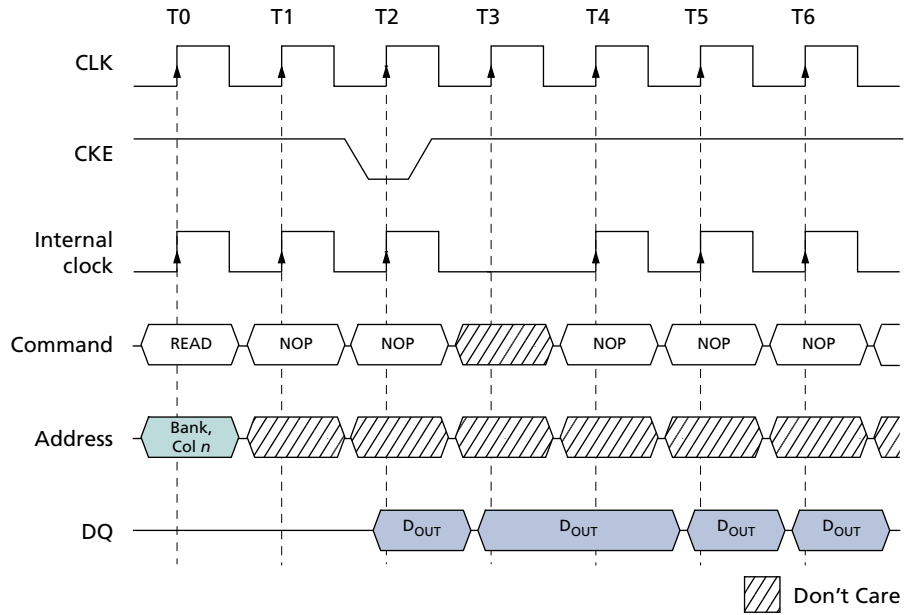 T0 T1 T2 T3 T4 T5 T6
CLK
CKE
Internal
clock
Command READ NOP NOP NOP NOP NOP
Address Bank,
Col n
DQ DOUT DOUT DOUT DOUT
Don't Care